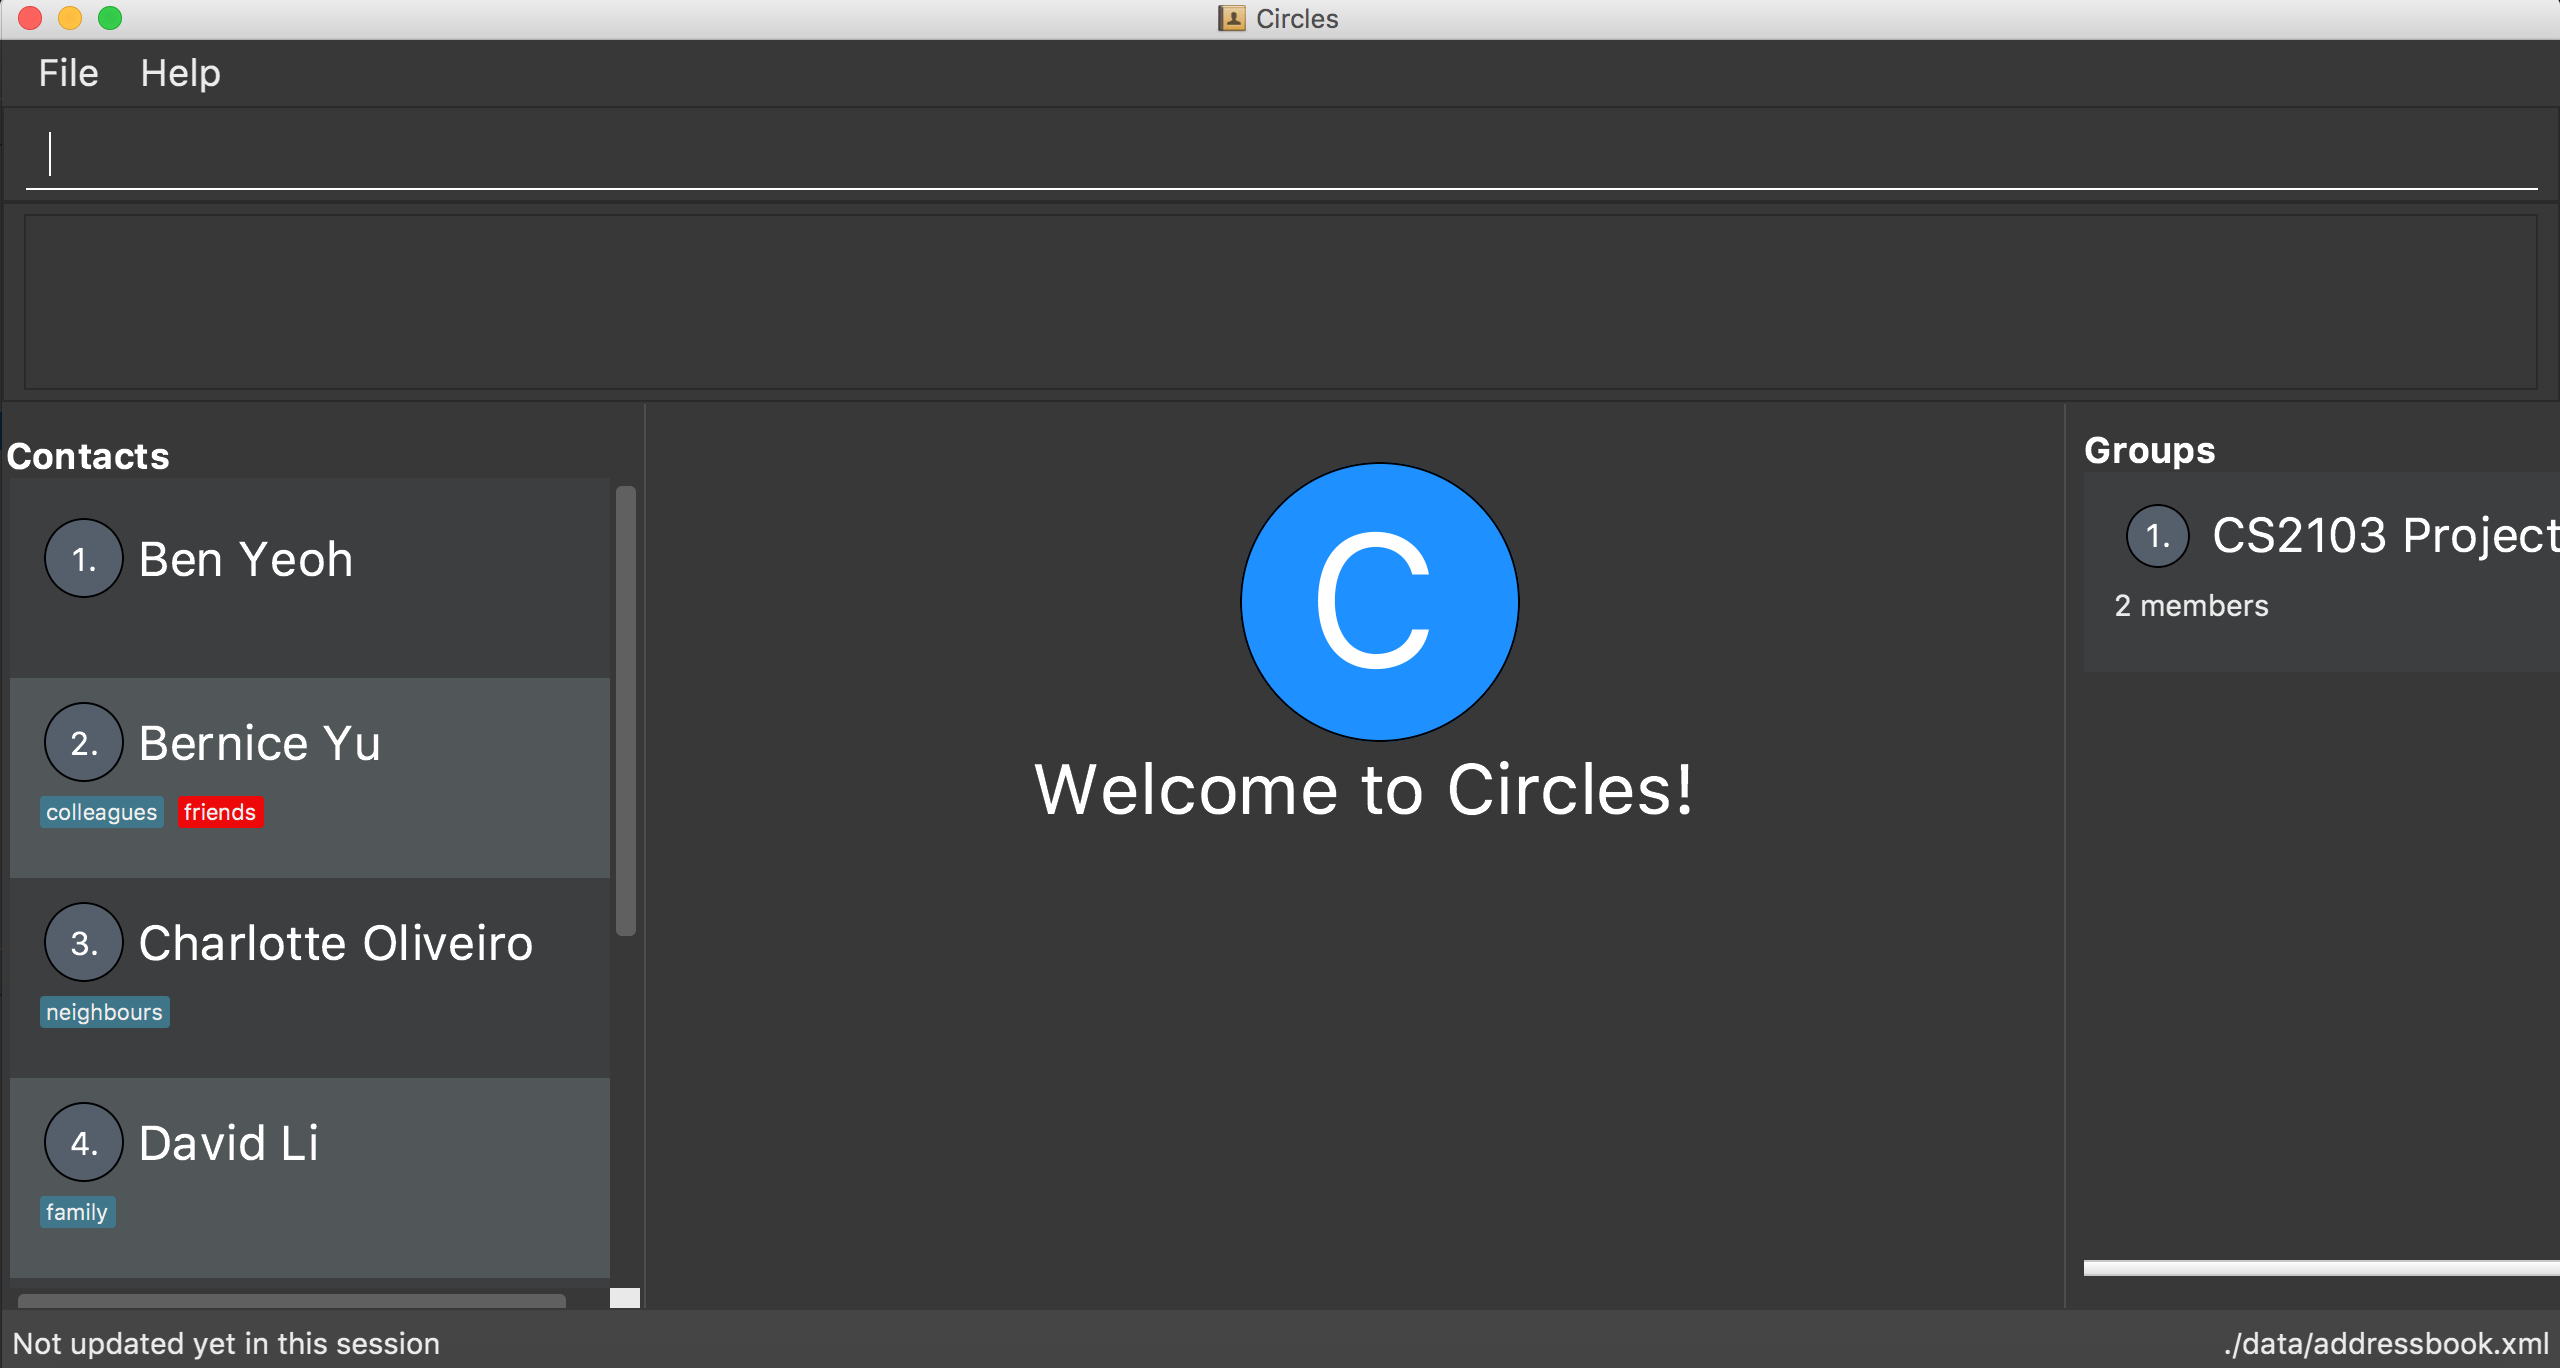 Circles
File Help
Contacts
1. Ben Yeoh
2. Bernice Yu
colleagues friends
3. Charlotte Oliveiro
neighbours
4. David Li
family
C
Welcome to Circles!
Groups
1. CS2103 Project
2 members
Not updated yet in this session
./data/addressbook.xml